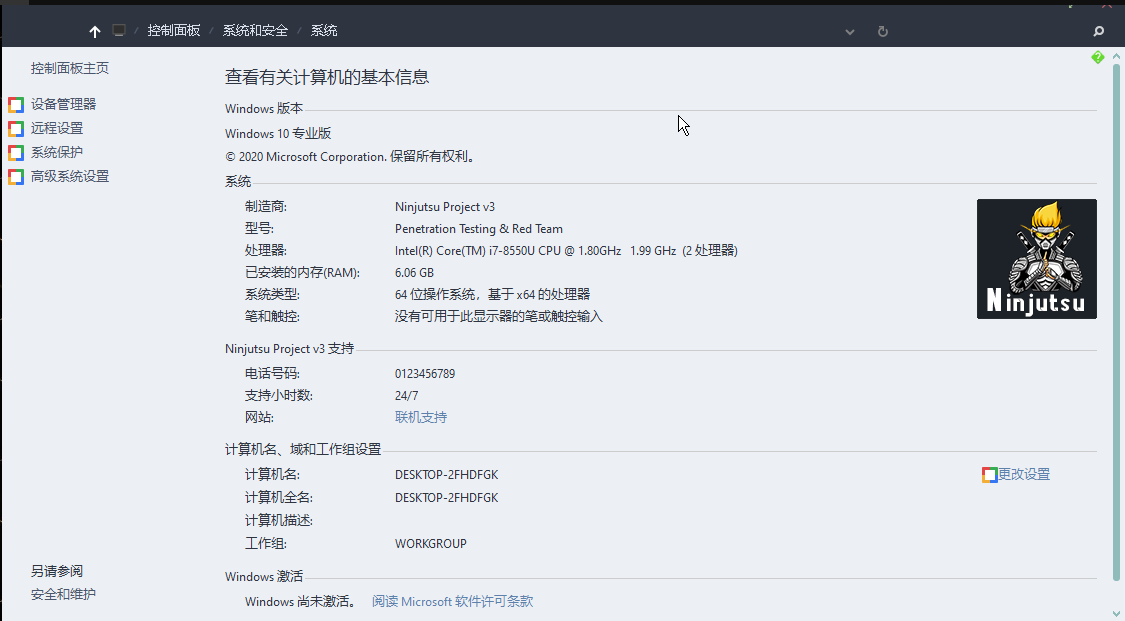 控制面板 / 系统和安全 / 系统
控制面板主页
设备管理器
远程设置
系统保护
高级系统设置
查看有关计算机的基本信息
Windows 版本
Windows 10 专业版
© 2020 Microsoft Corporation. 保留所有权利。
系统
制造商: Ninjutsu Project v3
型号: Penetration Testing & Red Team
处理器: Intel(R) Core(TM) i7-8550U CPU @ 1.80GHz 1.99 GHz (2 处理器)
已安装的内存(RAM): 6.06 GB
系统类型: 64 位操作系统，基于 x64 的处理器
笔和触控: 没有可用于此显示器的笔或触控输入
Ninjutsu
Ninjutsu Project v3 支持
电话号码: 0123456789
支持小时数: 24/7
网站: 联机支持
计算机名、域和工作组设置
计算机名: DESKTOP-2FHDFGK
更改设置
计算机全名: DESKTOP-2FHDFGK
计算机描述:
工作组: WORKGROUP
Windows 激活
Windows 尚未激活。 阅读 Microsoft 软件许可条款
另请参阅
安全和维护